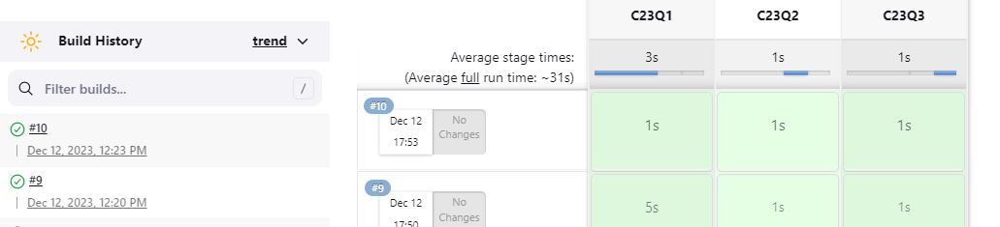 Build History
trend
Filter builds...
/
#10
Dec 12, 2023, 12:23 PM
#9
Dec 12, 2023, 12:20 PM
C23Q1 C23Q2 C23Q3
Average stage times: 3s 1s 1s
(Average full run time: ~31s)
#10
Dec 12
17:53
No
Changes
1s 1s 1s
#9
Dec 12
17:50
No
Changes
5s 1s 1s